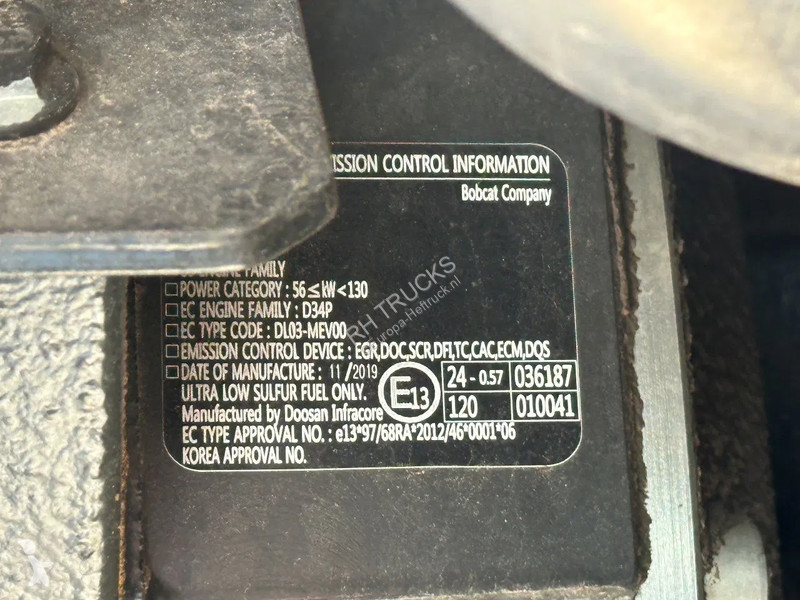 CONTROL INFORMATION
Bobcat Company
ENGINE FAMILY
POWER CATEGORY : 56 ≤ kW < 130
EC ENGINE FAMILY : D34P
EC TYPE CODE : DL03-MEV00
EMISSION CONTROL DEVICE : EGR,DOC,SCR,DFI,TC,CAC,ECM,DQS
DATE OF MANUFACTURE : 11 / 2019
ULTRA LOW SULFUR FUEL ONLY.
Manufactured by Doosan Infracore
E13
24 - 0.57 036187
120 010041
EC TYPE APPROVAL NO. : e13*97/68RA*2012/46*0001*06
KOREA APPROVAL NO.
RH TRUCKS
Europa-Heftruck.nl